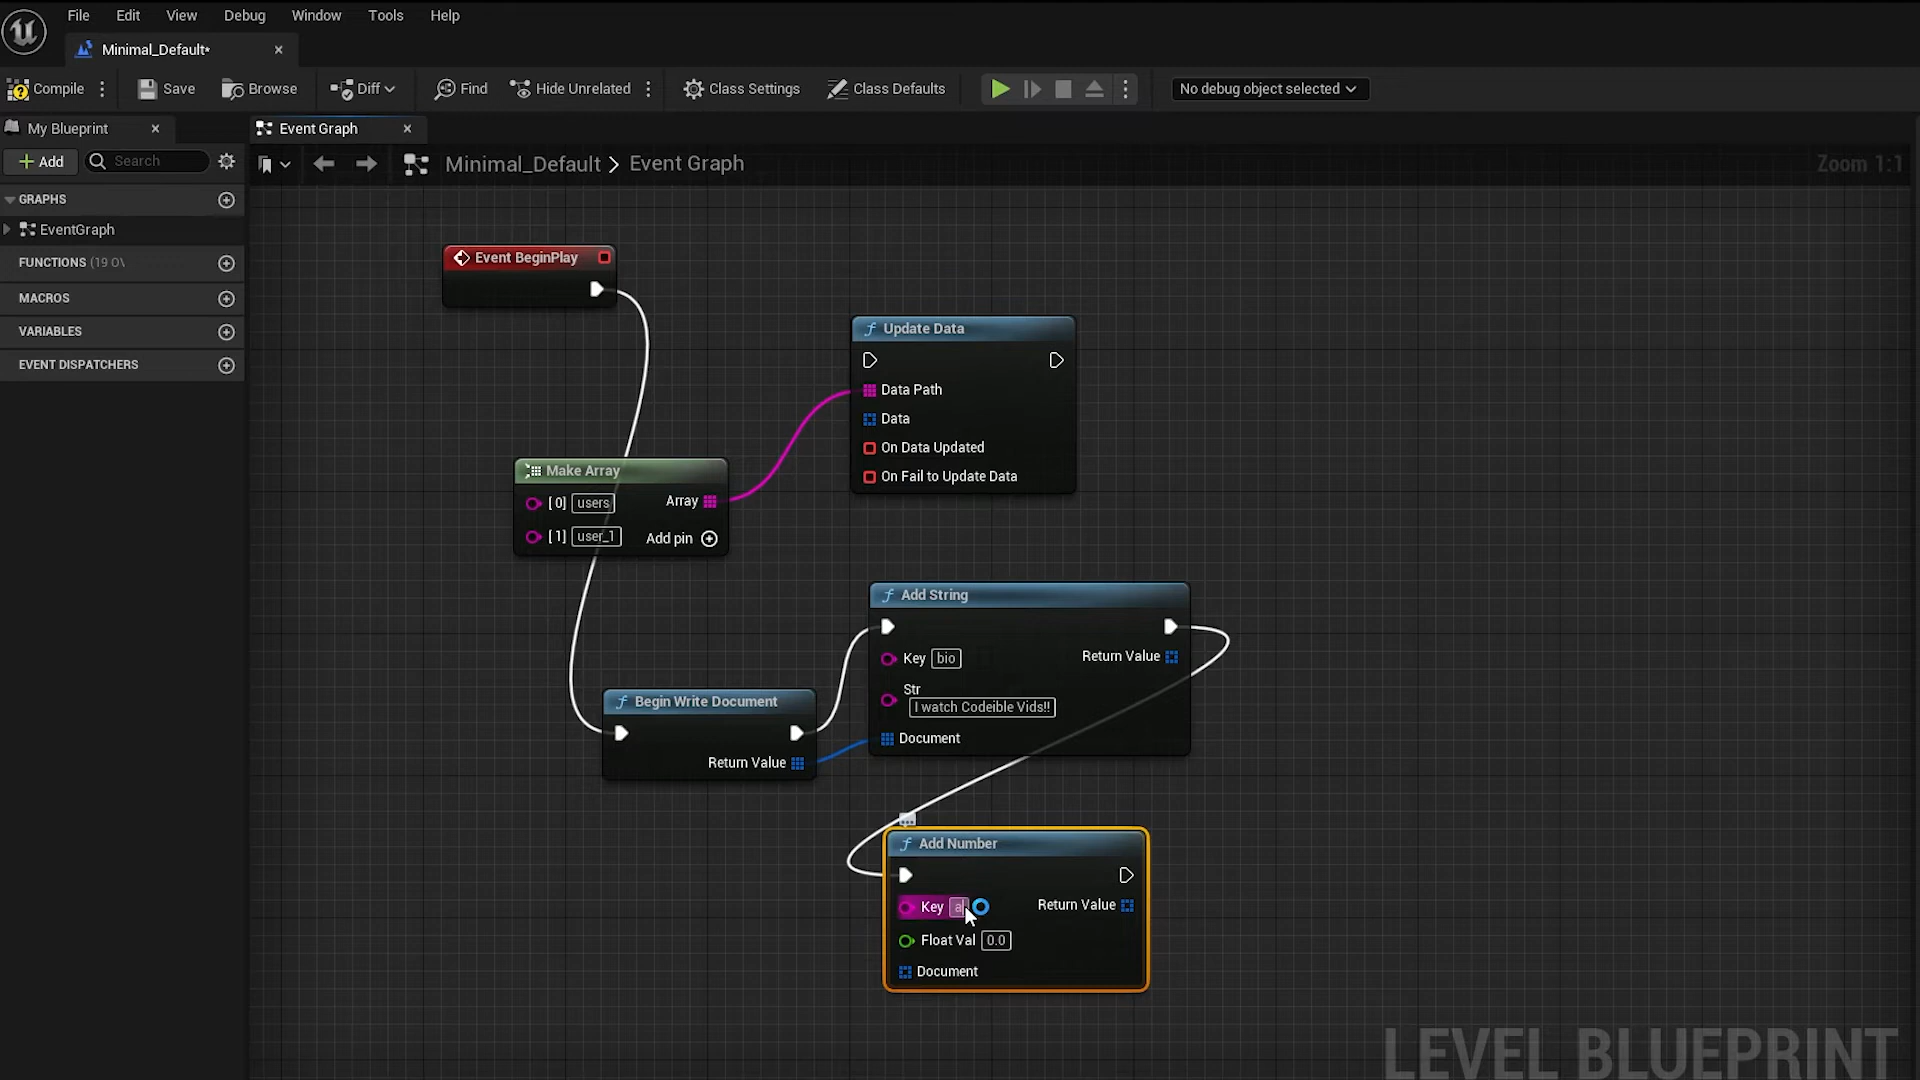 File Edit View Debug Window Tools Help
Minimal_Default*
Compile Save Browse Diff Find Hide Unrelated Class Settings Class Defaults No debug object selected
My Blueprint Event Graph
Add Search Minimal_Default > Event Graph Zoom 1:1
GRAPHS
EventGraph
FUNCTIONS (19 O
MACROS
VARIABLES
EVENT DISPATCHERS
Event BeginPlay
f Update Data
Data Path
Data
On Data Updated
On Fail to Update Data
Make Array
[0] users Array
[1] user_1 Add pin
f Add String
Key bio Return Value
Str
I watch Codeible Vids!!
Document
f Begin Write Document
Return Value
f Add Number
Key a Return Value
Float Val 0.0
Document
LEVEL BLUEPRINT